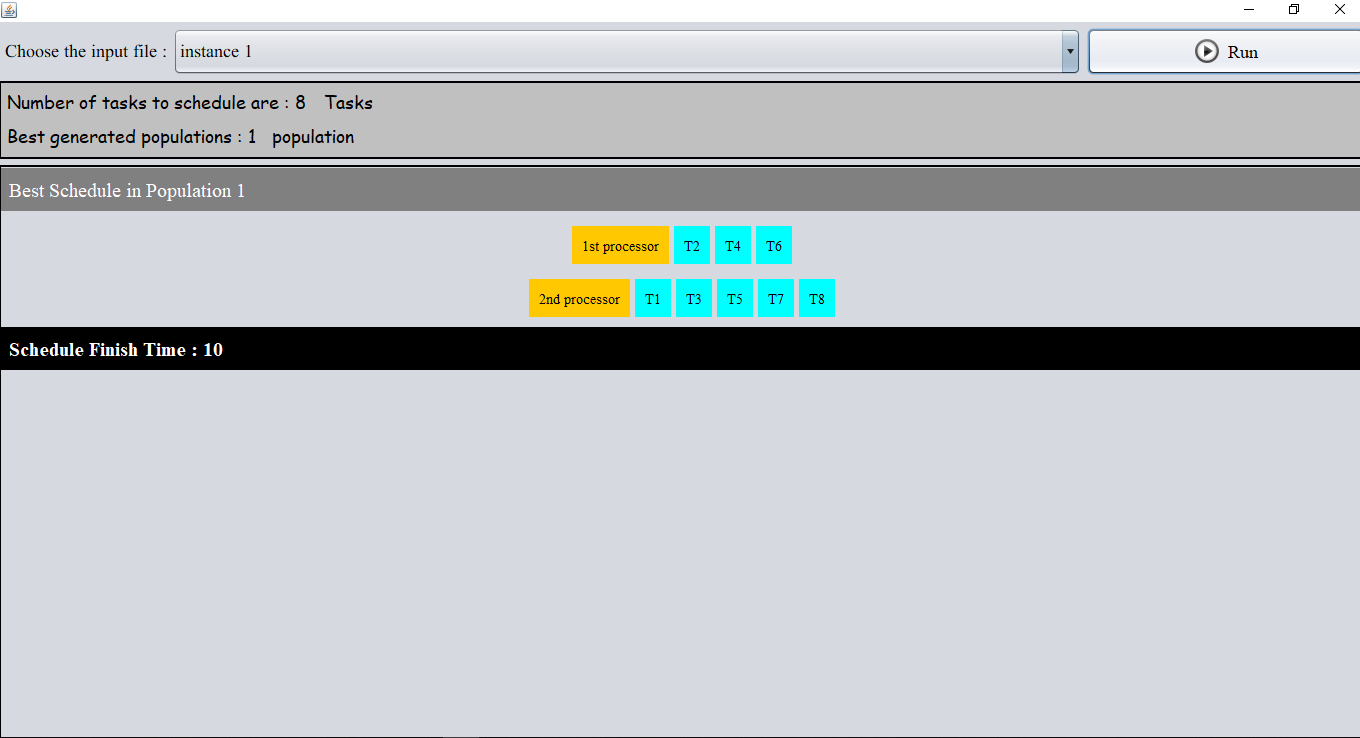 Choose the input file : instance 1 Run
Number of tasks to schedule are : 8 Tasks
Best generated populations : 1 population
Best Schedule in Population 1
1st processor T2 T4 T6
2nd processor T1 T3 T5 T7 T8
Schedule Finish Time : 10